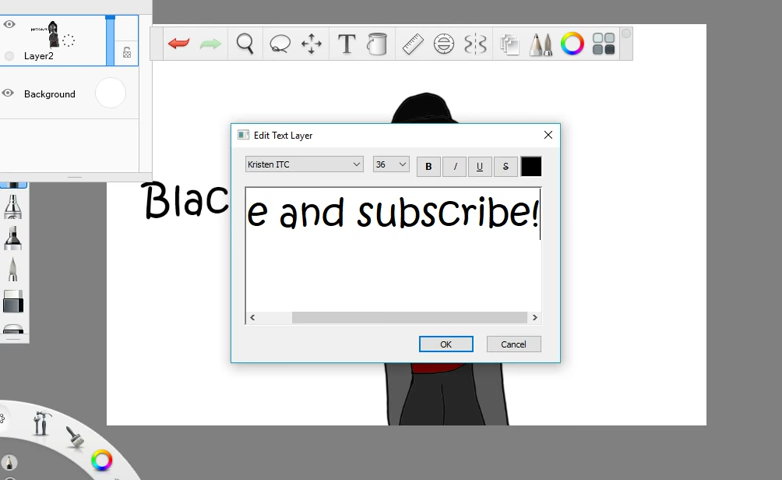 Layer2
Background
Edit Text Layer
Kristen ITC
36
B
I
U
S
Blac
e and subscribe!
OK
Cancel